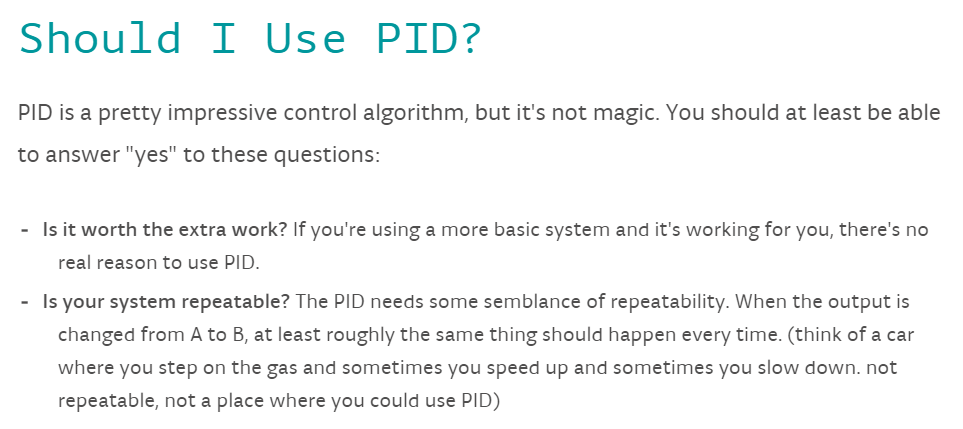 Should I Use PID?
PID is a pretty impressive control algorithm, but it's not magic. You should at least be able
to answer "yes" to these questions:
- Is it worth the extra work? If you're using a more basic system and it's working for you, there's no
real reason to use PID.
- Is your system repeatable? The PID needs some semblance of repeatability. When the output is
changed from A to B, at least roughly the same thing should happen every time. (think of a car
where you step on the gas and sometimes you speed up and sometimes you slow down. not
repeatable, not a place where you could use PID)